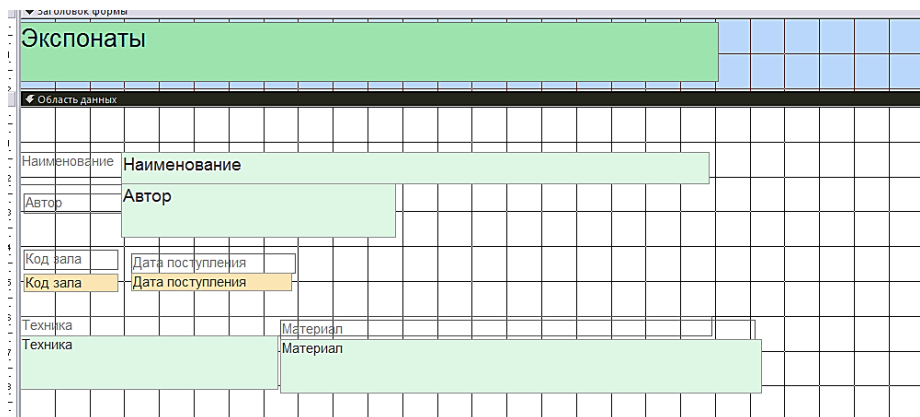 Заголовок формы
Экспонаты
Область данных
Наименование Наименование
Автор Автор
Код зала Дата поступления
Код зала Дата поступления
Техника Материал
Техника Материал